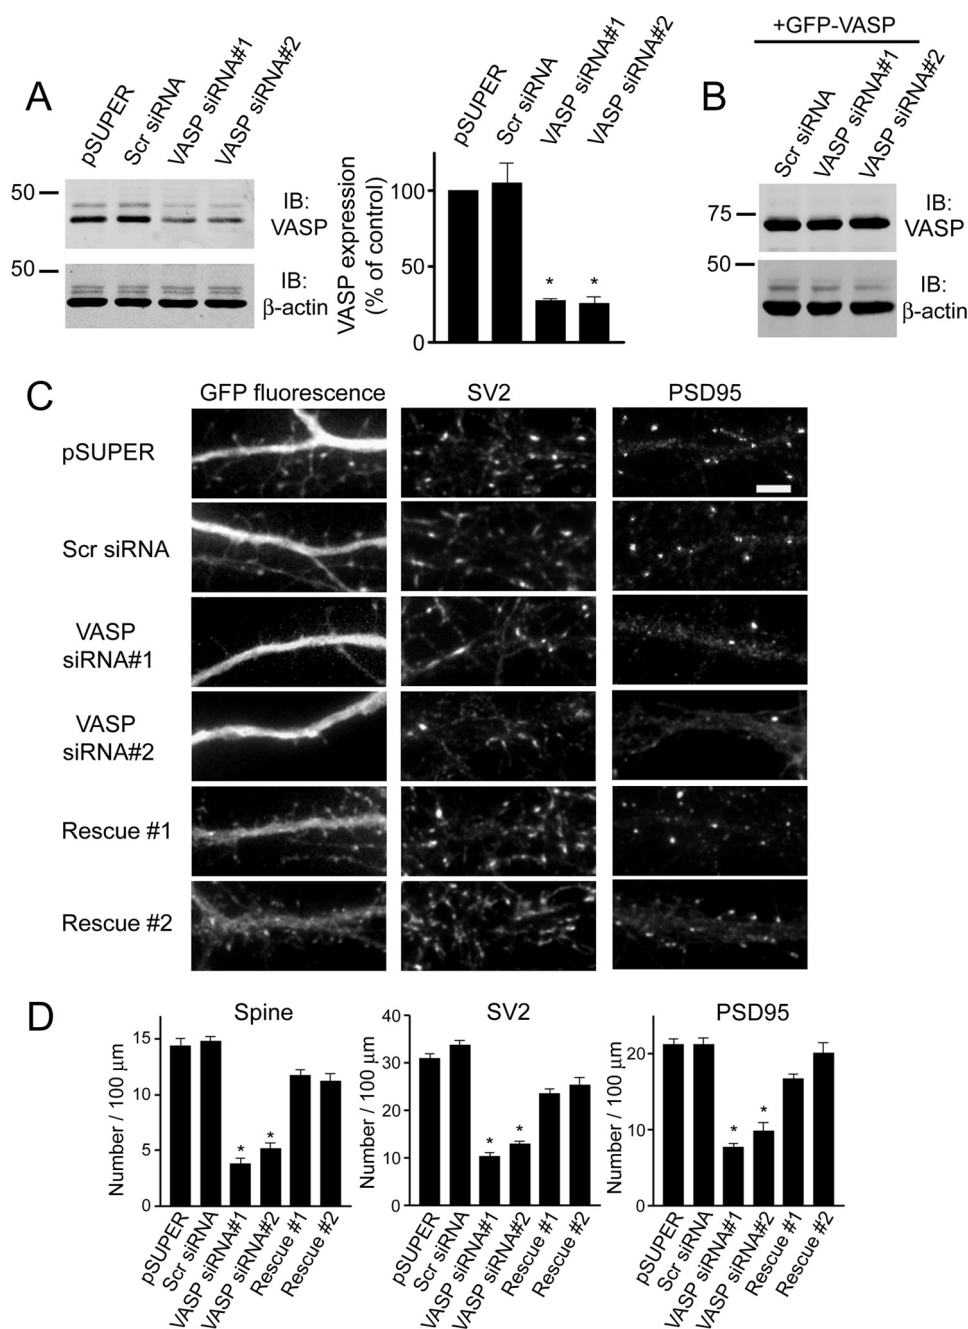 A
pSUPER
Scr siRNA
VASP siRNA#1
VASP siRNA#2
50
IB:
VASP
50
IB:
β-actin
pSUPER
Scr siRNA
VASP siRNA#1
VASP siRNA#2
VASP expression
(% of control)
100
50
0
*
*
B
+GFP-VASP
Scr siRNA
VASP siRNA#1
VASP siRNA#2
75
IB:
VASP
50
IB:
β-actin
C
GFP fluorescence
SV2
PSD95
pSUPER
Scr siRNA
VASP
siRNA#1
VASP
siRNA#2
Rescue #1
Rescue #2
D
Spine
Number / 100 μm
15
10
5
0
*
*
pSUPER
Scr siRNA
VASP siRNA#1
VASP siRNA#2
Rescue #1
Rescue #2
SV2
Number / 100 μm
40
30
20
10
0
*
*
pSUPER
Scr siRNA
VASP siRNA#1
VASP siRNA#2
Rescue #1
Rescue #2
PSD95
Number / 100 μm
20
10
0
*
*
pSUPER
Scr siRNA
VASP siRNA#1
VASP siRNA#2
Rescue #1
Rescue #2